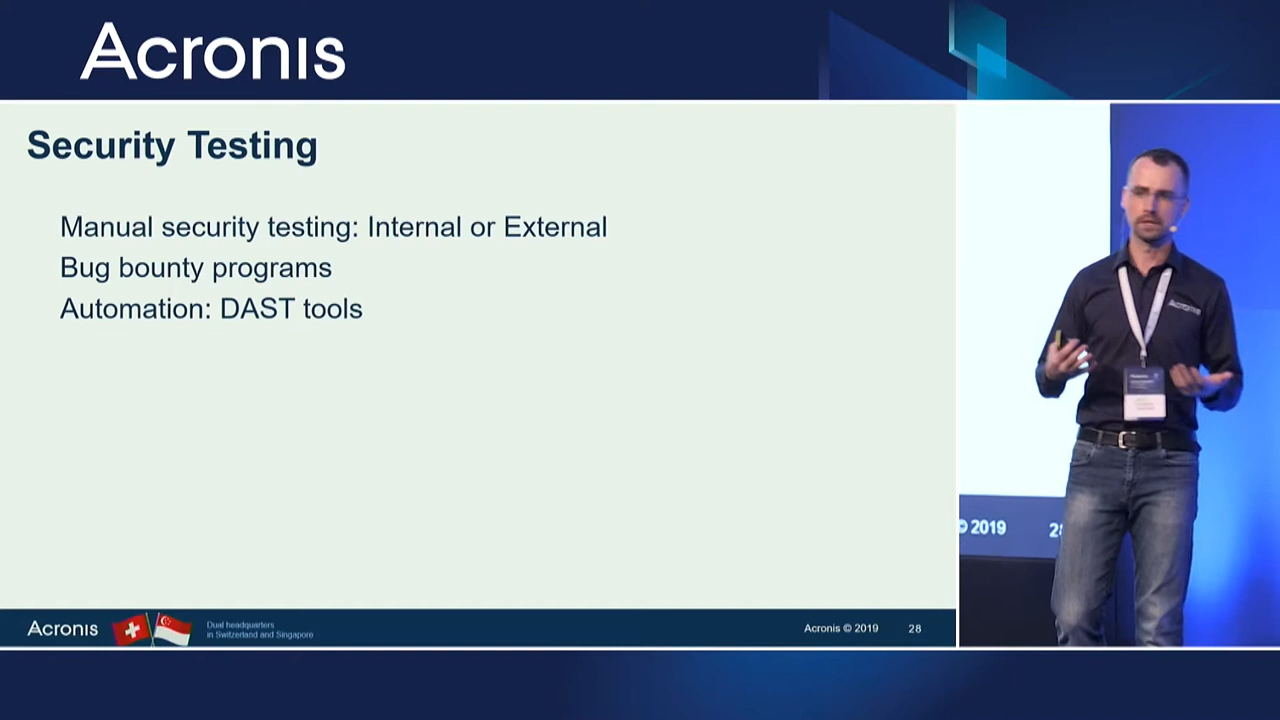 Acronis
Security Testing
Manual security testing: Internal or External
Bug bounty programs
Automation: DAST tools
Acronis
© 2019
Acronis
Dual headquarters
in Switzerland and Singapore
Acronis © 2019
28